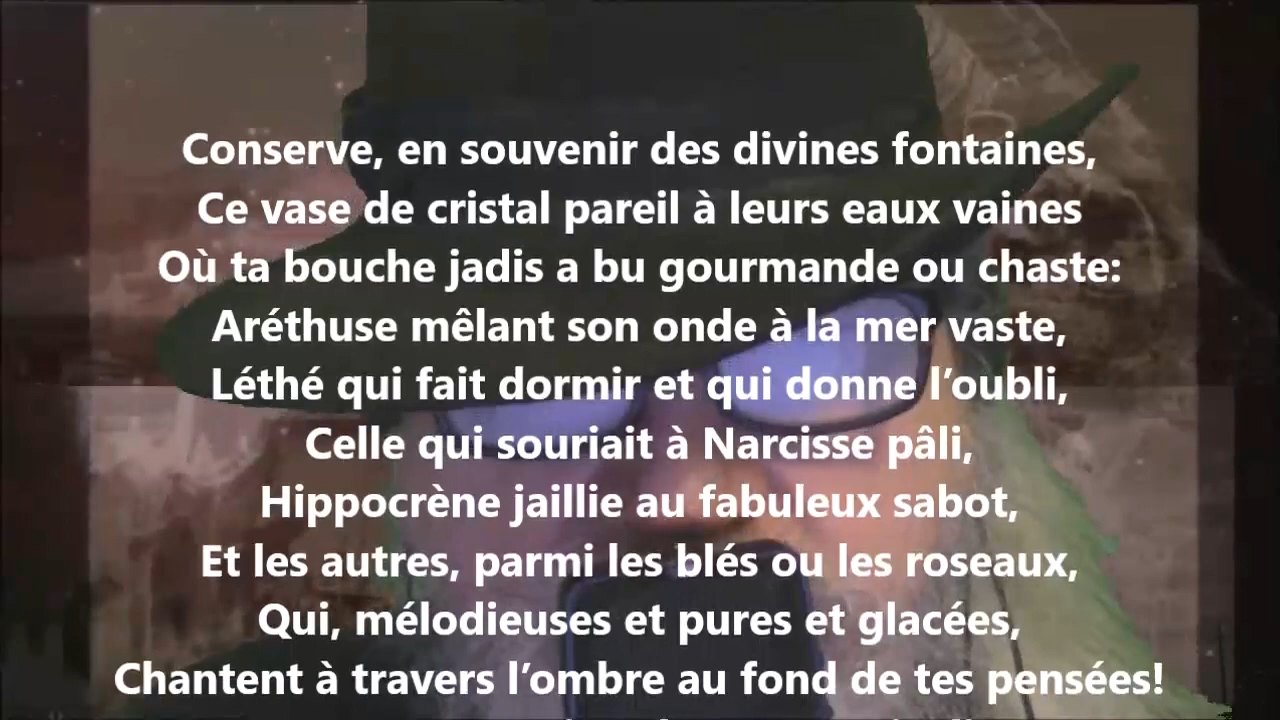 Conserve, en souvenir des divines fontaines,
Ce vase de cristal pareil à leurs eaux vaines
Où ta bouche jadis a bu gourmande ou chaste:
Aréthuse mêlant son onde à la mer vaste,
Léthé qui fait dormir et qui donne l’oubli,
Celle qui souriait à Narcisse pâli,
Hippocrène jaillie au fabuleux sabot,
Et les autres, parmi les blés ou les roseaux,
Qui, mélodieuses et pures et glacées,
Chantent à travers l’ombre au fond de tes pensées!